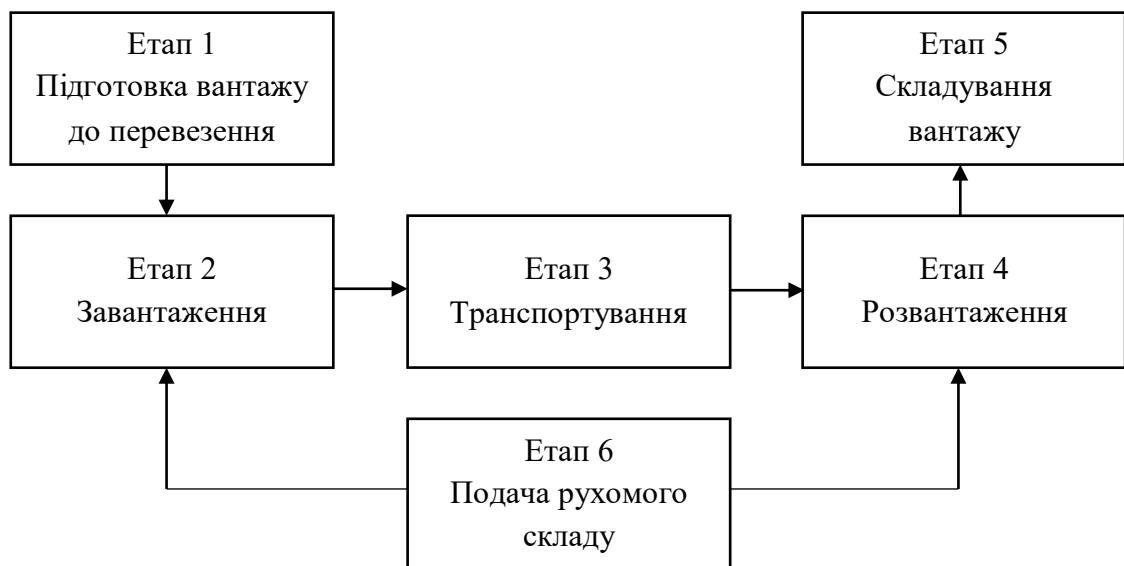 Етап 1
Підготовка вантажу
до перевезення
Етап 2
Завантаження
Етап 3
Транспортування
Етап 4
Розвантаження
Етап 5
Складування
вантажу
Етап 6
Подача рухомого
складу